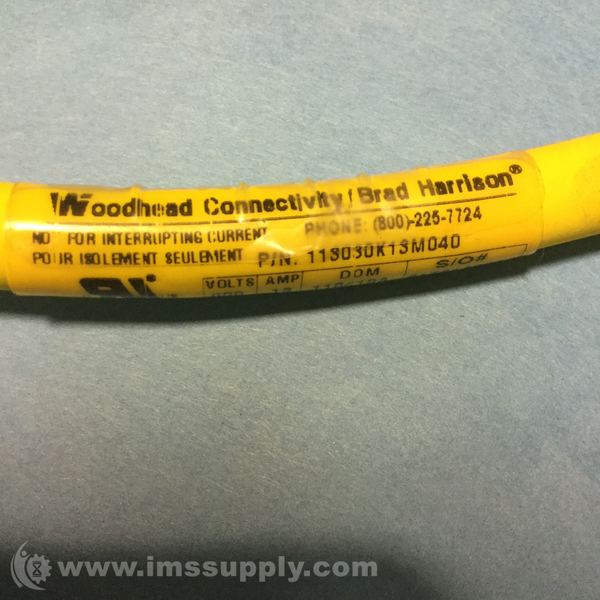 Woodhead Connectivity / Brad Harrison®
NOT FOR INTERRUPTING CURRENT PHONE: (800)-225-7724
POUR ISOLEMENT SEULEMENT P/N: 113030K13M040
VOLTS AMP DOM S/O#
www.imssupply.com